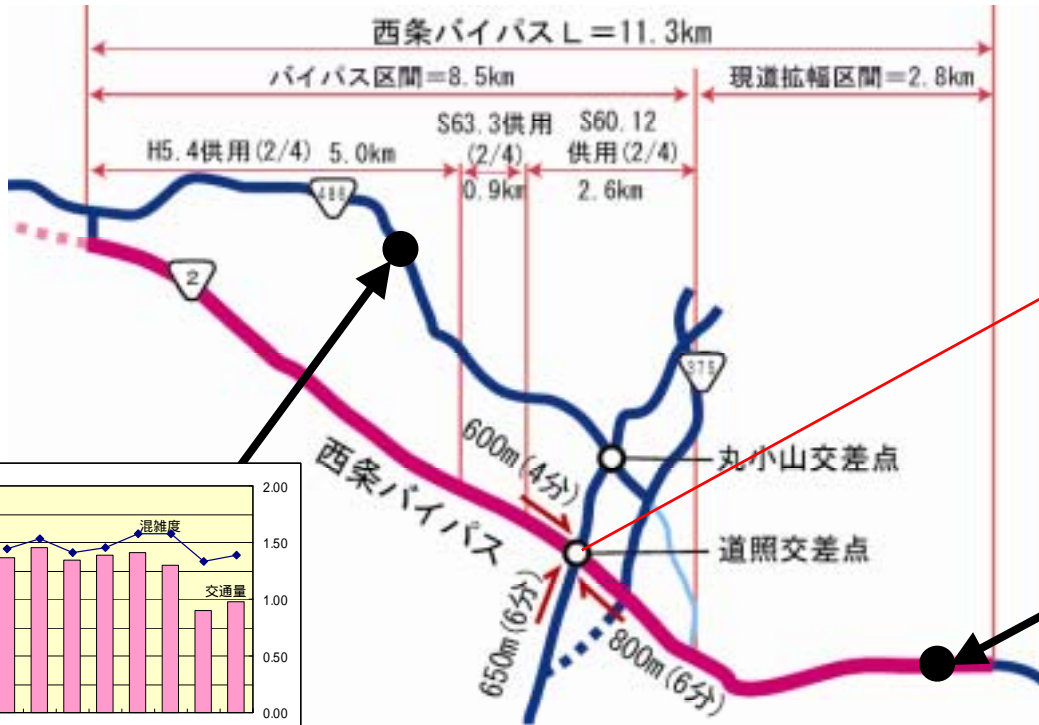 西条バイパスL=11.3km
バイパス区間=8.5km
現道拡幅区間=2.8km
H5.4供用(2/4) 5.0km
S63.3供用
(2/4)
0.9km
S60.12
供用(2/4)
2.6km
486
2
375
600m(4分)
丸小山交差点
西条バイパス
道照交差点
650m(6分)
800m(6分)
2.00
混雑度
1.50
交通量
1.00
0.50
0.00